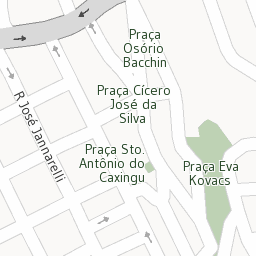 Praça
Osório
Bacchin
Praça Cícero
José da
Silva
R José Jannarelli
Praça Sto.
Antônio do
Caxingu
Praça Eva
Kovacs